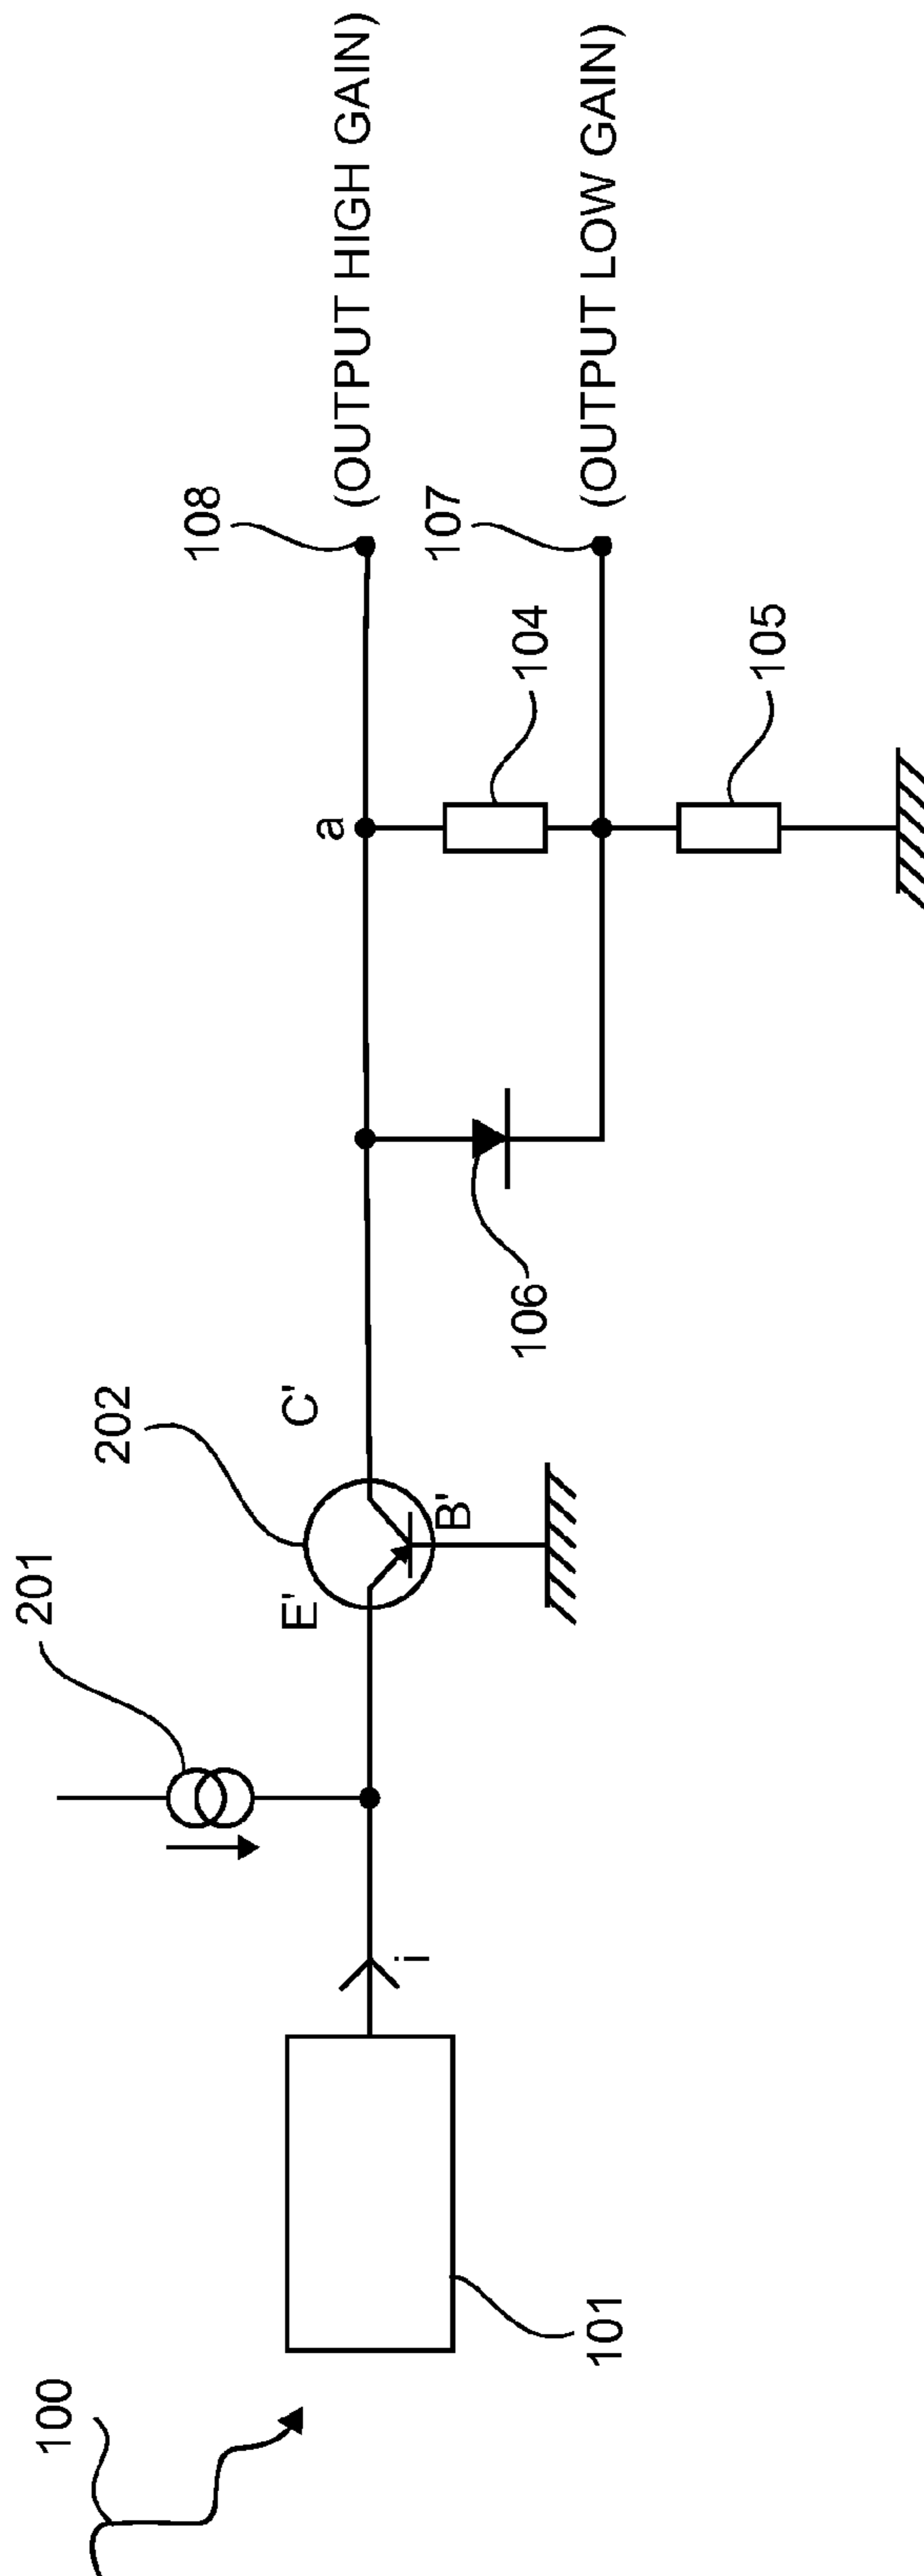 100
101
i
201
202
E'
B'
C'
106
a
104
105
108
(OUTPUT HIGH GAIN)
107
(OUTPUT LOW GAIN)